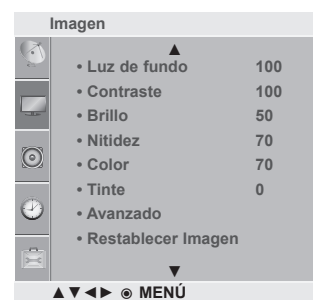 Imagen
• Luz de fundo 100
• Contraste 100
• Brillo 50
• Nitidez 70
• Color 70
• Tinte 0
• Avanzado
• Restablecer Imagen
▲▼◄► ◉ MENÚ